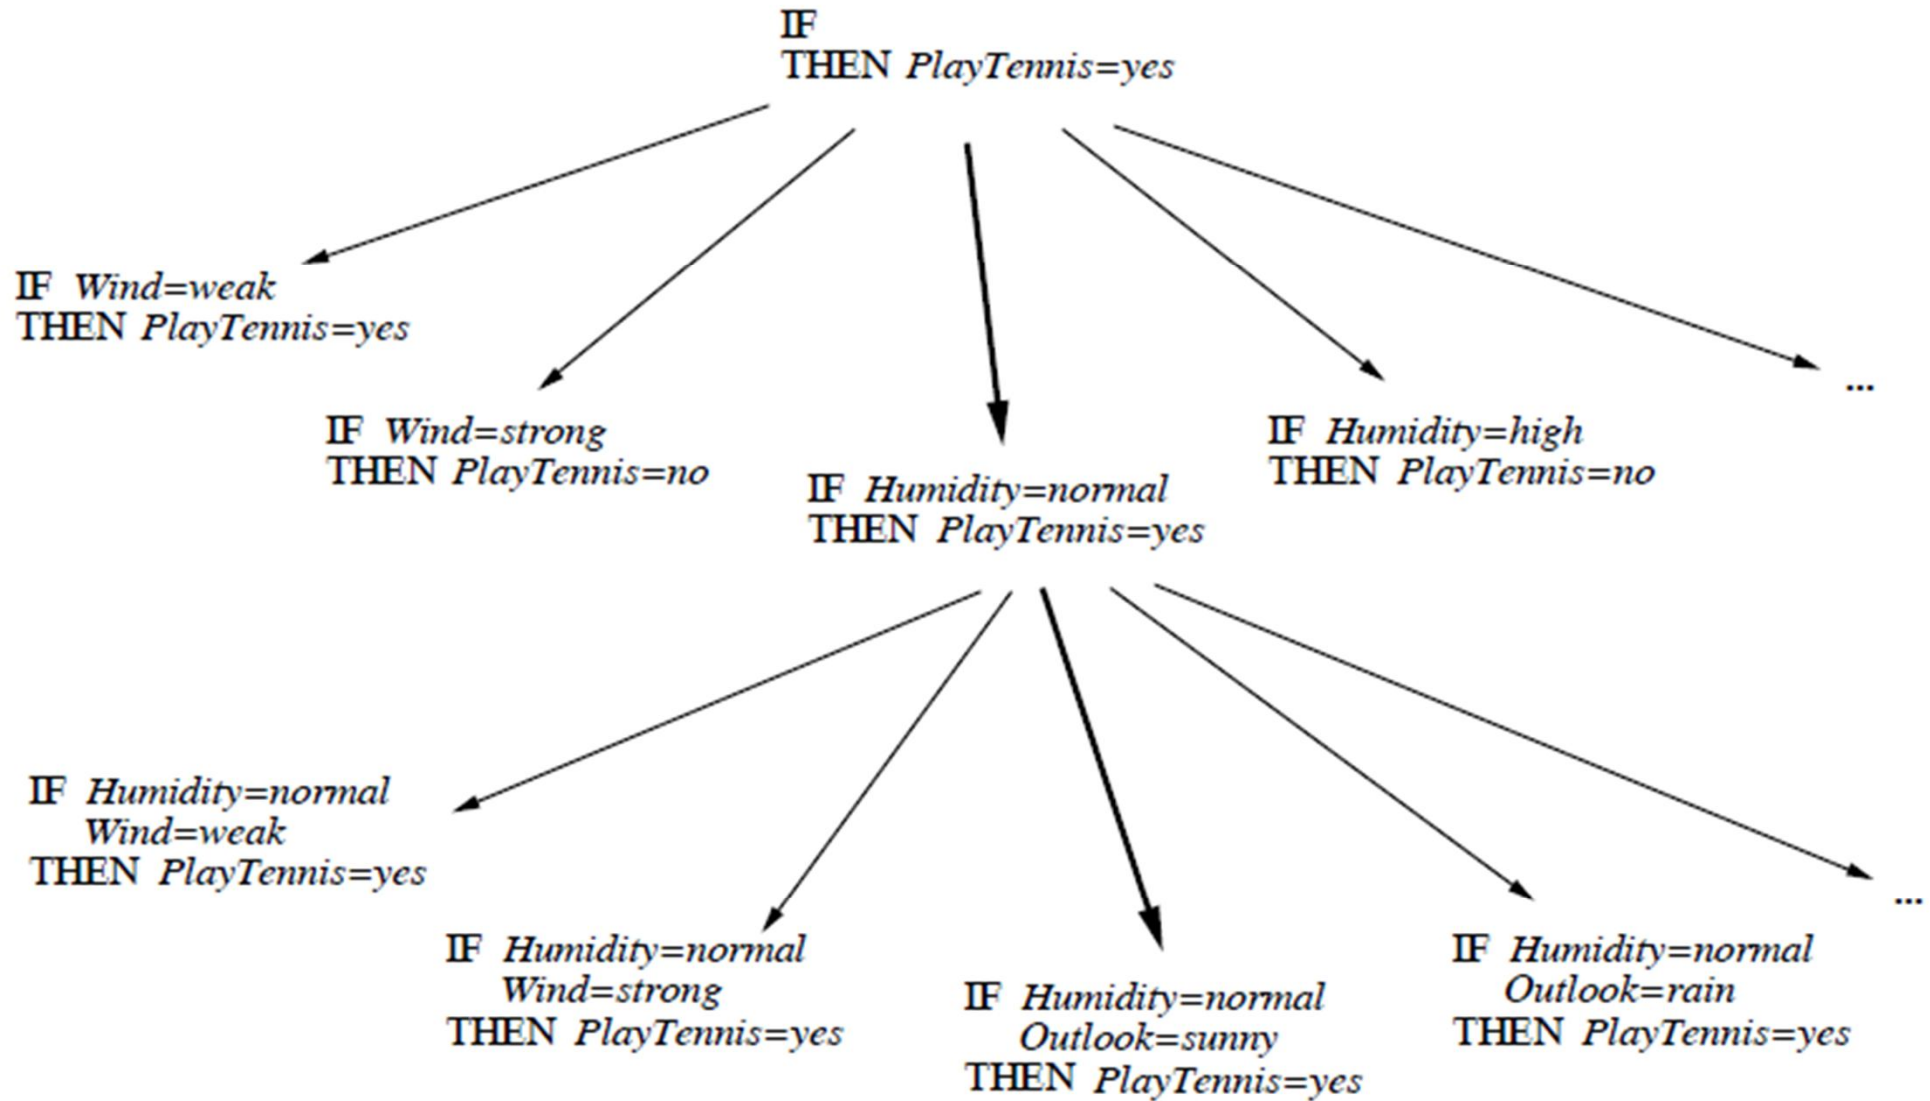 IF
THEN PlayTennis=yes
IF Wind=weak
THEN PlayTennis=yes
IF Wind=strong
THEN PlayTennis=no
IF Humidity=normal
THEN PlayTennis=yes
IF Humidity=high
THEN PlayTennis=no
...
IF Humidity=normal
Wind=weak
THEN PlayTennis=yes
IF Humidity=normal
Wind=strong
THEN PlayTennis=yes
IF Humidity=normal
Outlook=sunny
THEN PlayTennis=yes
IF Humidity=normal
Outlook=rain
THEN PlayTennis=yes
...